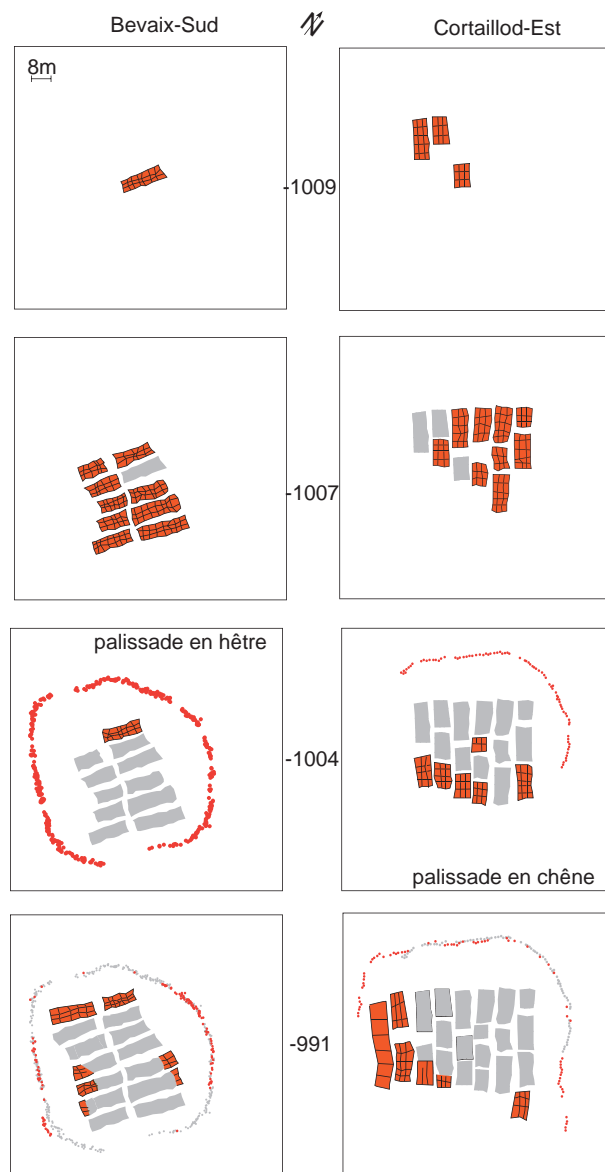 Bevaix-Sud
N
Cortaillod-Est
8m
-1009
-1007
palissade en hêtre
-1004
palissade en chêne
-991